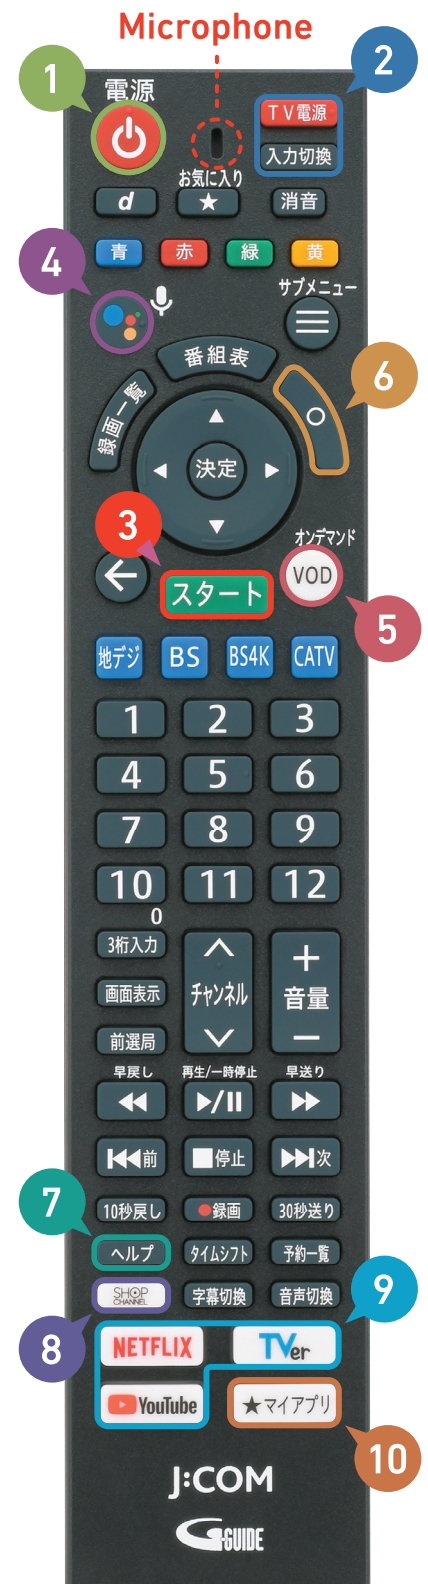 Microphone
1
2
電源
TV電源
入力切換
お気に入り
d
★
消音
青
赤
緑
黄
4
サブメニュー
番組表
6
録画一覧
決定
3
オンデマンド
スタート
VOD
5
地デジ
BS
BS4K
CATV
1
2
3
4
5
6
7
8
9
10
11
12
0
3桁入力
画面表示
前選局
チャンネル
+
音量
−
早戻し
再生/一時停止
早送り
前
停止
次
7
10秒戻し
録画
30秒送り
ヘルプ
タイムシフト
予約一覧
9
SHOP
CHANNEL
字幕切換
音声切換
8
NETFLIX
TVer
YouTube
★マイアプリ
10
J:COM
G-GUIDE